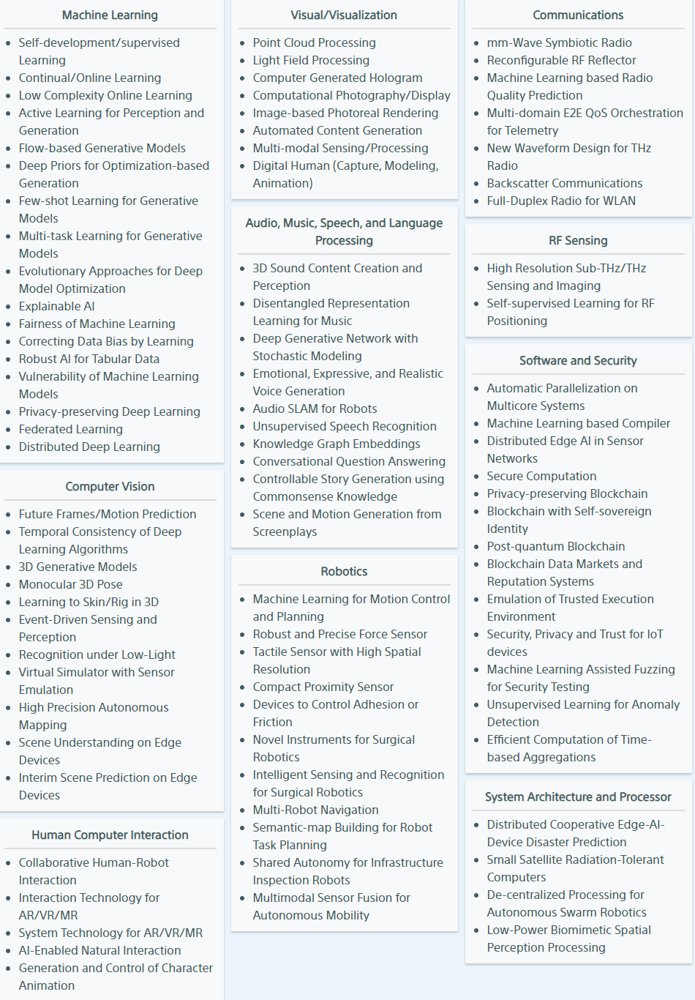 Machine Learning
Self-development/supervised
Learning
Continual/Online Learning
Low Complexity Online Learning
Active Learning for Perception and
Generation
Flow-based Generative Models
Deep Priors for Optimization-based
Generation
Few-shot Learning for Generative
Models
Multi-task Learning for Generative
Models
Evolutionary Approaches for Deep
Model Optimization
Explainable AI
Fairness of Machine Learning
Correcting Data Bias by Learning
Robust AI for Tabular Data
Vulnerability of Machine Learning
Models
Privacy-preserving Deep Learning
Federated Learning
Distributed Deep Learning
Computer Vision
Future Frames/Motion Prediction
Temporal Consistency of Deep
Learning Algorithms
3D Generative Models
Monocular 3D Pose
Learning to Skin/Rig in 3D
Event-Driven Sensing and
Perception
Recognition under Low-Light
Virtual Simulator with Sensor
Emulation
High Precision Autonomous
Mapping
Scene Understanding on Edge
Devices
Interim Scene Prediction on Edge
Devices
Human Computer Interaction
Collaborative Human-Robot
Interaction
Interaction Technology for
AR/VR/MR
System Technology for AR/VR/MR
AI-Enabled Natural Interaction
Generation and Control of Character
Animation
Visual/Visualization
Point Cloud Processing
Light Field Processing
Computer Generated Hologram
Computational Photography/Display
Image-based Photoreal Rendering
Automated Content Generation
Multi-modal Sensing/Processing
Digital Human (Capture, Modeling,
Animation)
Audio, Music, Speech, and Language
Processing
3D Sound Content Creation and
Perception
Disentangled Representation
Learning for Music
Deep Generative Network with
Stochastic Modeling
Emotional, Expressive, and Realistic
Voice Generation
Audio SLAM for Robots
Unsupervised Speech Recognition
Knowledge Graph Embeddings
Conversational Question Answering
Controllable Story Generation using
Commonsense Knowledge
Scene and Motion Generation from
Screenplays
Robotics
Machine Learning for Motion Control
and Planning
Robust and Precise Force Sensor
Tactile Sensor with High Spatial
Resolution
Compact Proximity Sensor
Devices to Control Adhesion or
Friction
Novel Instruments for Surgical
Robotics
Intelligent Sensing and Recognition
for Surgical Robotics
Multi-Robot Navigation
Semantic-map Building for Robot
Task Planning
Shared Autonomy for Infrastructure
Inspection Robots
Multimodal Sensor Fusion for
Autonomous Mobility
Communications
mm-Wave Symbiotic Radio
Reconfigurable RF Reflector
Machine Learning based Radio
Quality Prediction
Multi-domain E2E QoS Orchestration
for Telemetry
New Waveform Design for THz
Radio
Backscatter Communications
Full-Duplex Radio for WLAN
RF Sensing
High Resolution Sub-THz/THz
Sensing and Imaging
Self-supervised Learning for RF
Positioning
Software and Security
Automatic Parallelization on
Multicore Systems
Machine Learning based Compiler
Distributed Edge AI in Sensor
Networks
Secure Computation
Privacy-preserving Blockchain
Blockchain with Self-sovereign
Identity
Post-quantum Blockchain
Blockchain Data Markets and
Reputation Systems
Emulation of Trusted Execution
Environment
Security, Privacy and Trust for IoT
devices
Machine Learning Assisted Fuzzing
for Security Testing
Unsupervised Learning for Anomaly
Detection
Efficient Computation of Time-
based Aggregations
System Architecture and Processor
Distributed Cooperative Edge-AI-
Device Disaster Prediction
Small Satellite Radiation-Tolerant
Computers
De-centralized Processing for
Autonomous Swarm Robotics
Low-Power Biomimetic Spatial
Perception Processing